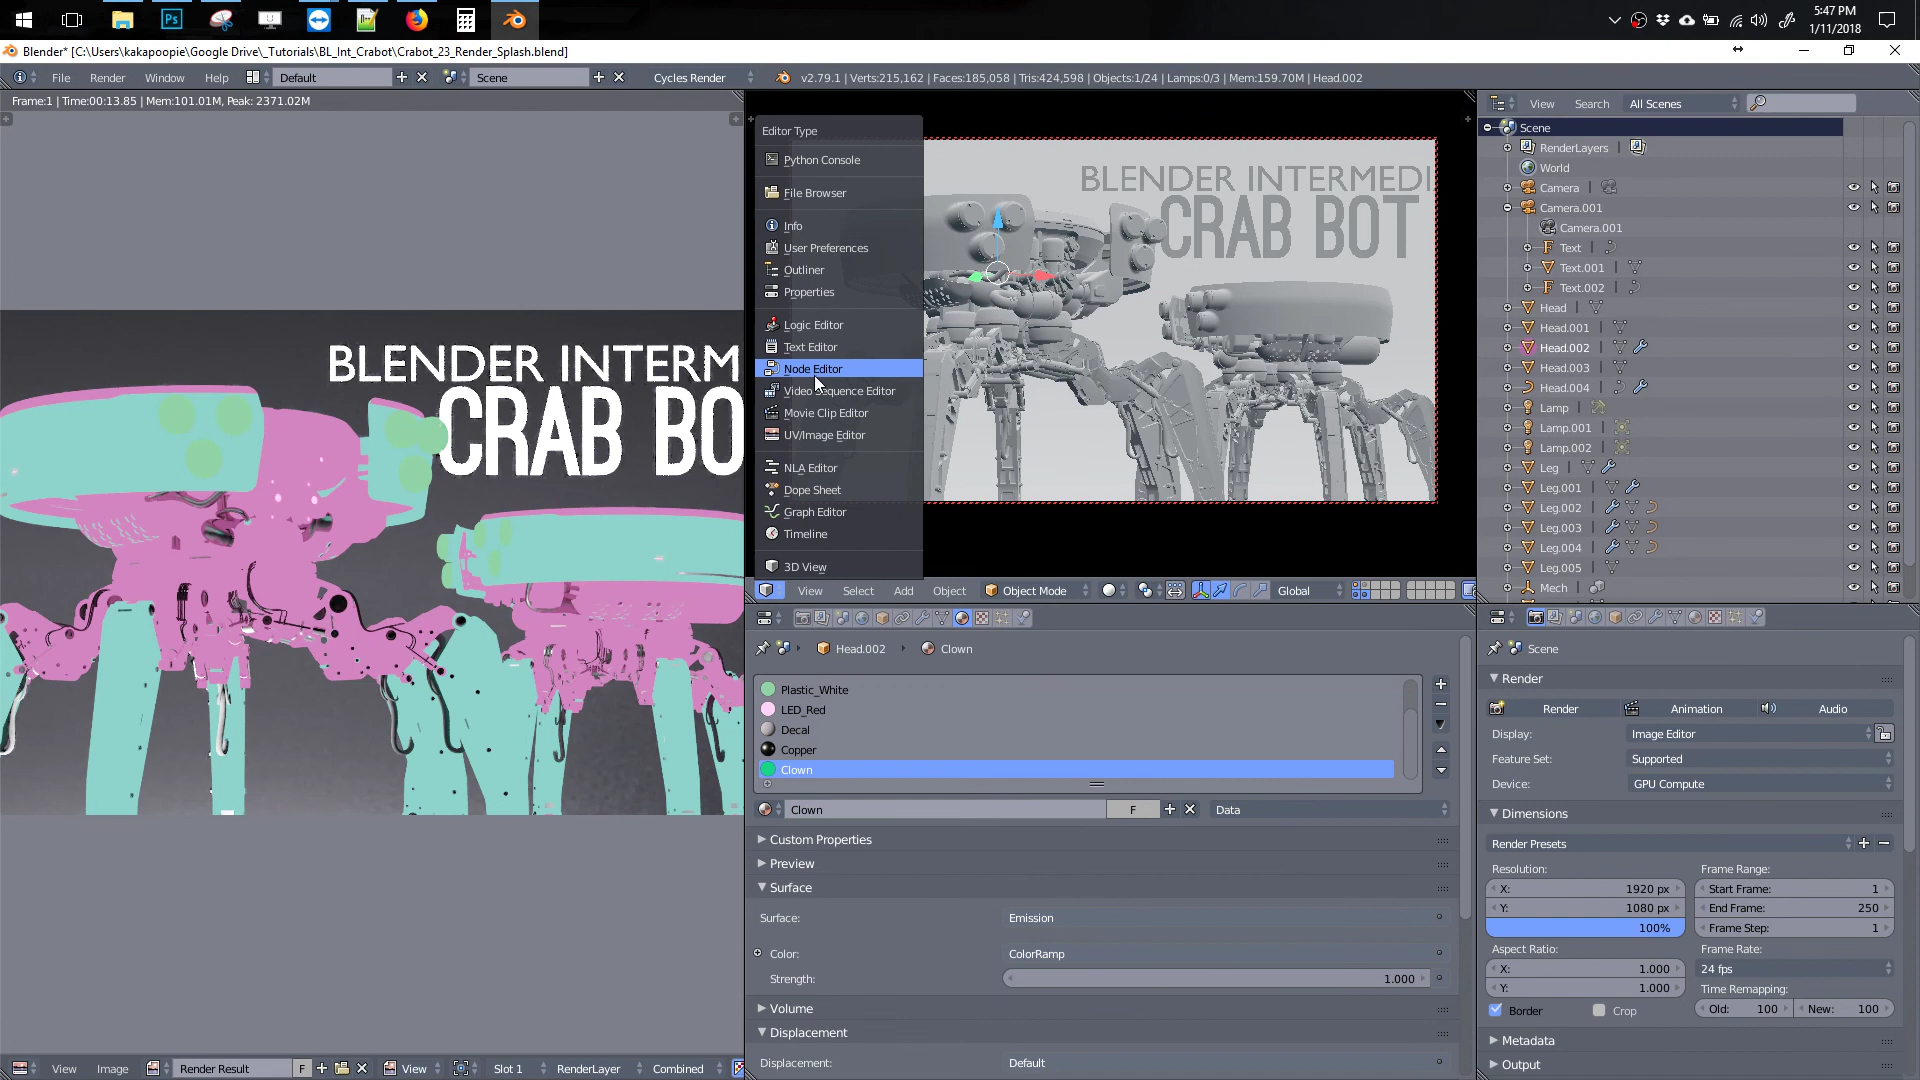 5:47 PM
1/11/2018
Blender* [C:\Users\kakapoopie\Google Drive\_Tutorials\BL_Int_Crabot\Crabot_23_Render_Splash.blend]
File Render Window Help Default Scene Cycles Render v2.79.1 | Verts:215,162 | Faces:185,058 | Tris:424,598 | Objects:1/24 | Lamps:0/3 | Mem:159.70M | Head.002
Frame:1 | Time:00:13.85 | Mem:101.01M, Peak: 2371.02M
BLENDER INTERMI
CRAB BO
View Image Render Result F View Slot 1 RenderLayer Combined
Editor Type
Python Console
File Browser
Info
User Preferences
Outliner
Properties
Logic Editor
Text Editor
Node Editor
Video Sequence Editor
Movie Clip Editor
UV/Image Editor
NLA Editor
Dope Sheet
Graph Editor
Timeline
3D View
BLENDER INTERMEDI
CRAB BOT
View Select Add Object Object Mode Global
Head.002 Clown
Plastic_White
LED_Red
Decal
Copper
Clown
Clown F Data
Custom Properties
Preview
Surface
Surface: Emission
Color: ColorRamp
Strength: 1.000
Volume
Displacement
Displacement: Default
View Search All Scenes
Scene
RenderLayers
World
Camera
Camera.001
Camera.001
Text
Text.001
Text.002
Head
Head.001
Head.002
Head.003
Head.004
Lamp
Lamp.001
Lamp.002
Leg
Leg.001
Leg.002
Leg.003
Leg.004
Leg.005
Mech
Scene
Render
Render Animation Audio
Display: Image Editor
Feature Set: Supported
Device: GPU Compute
Dimensions
Render Presets
Resolution: Frame Range:
X: 1920 px Start Frame: 1
Y: 1080 px End Frame: 250
100% Frame Step: 1
Aspect Ratio: Frame Rate:
X: 1.000 24 fps
Y: 1.000 Time Remapping:
Border Crop Old: 100 New: 100
Metadata
Output